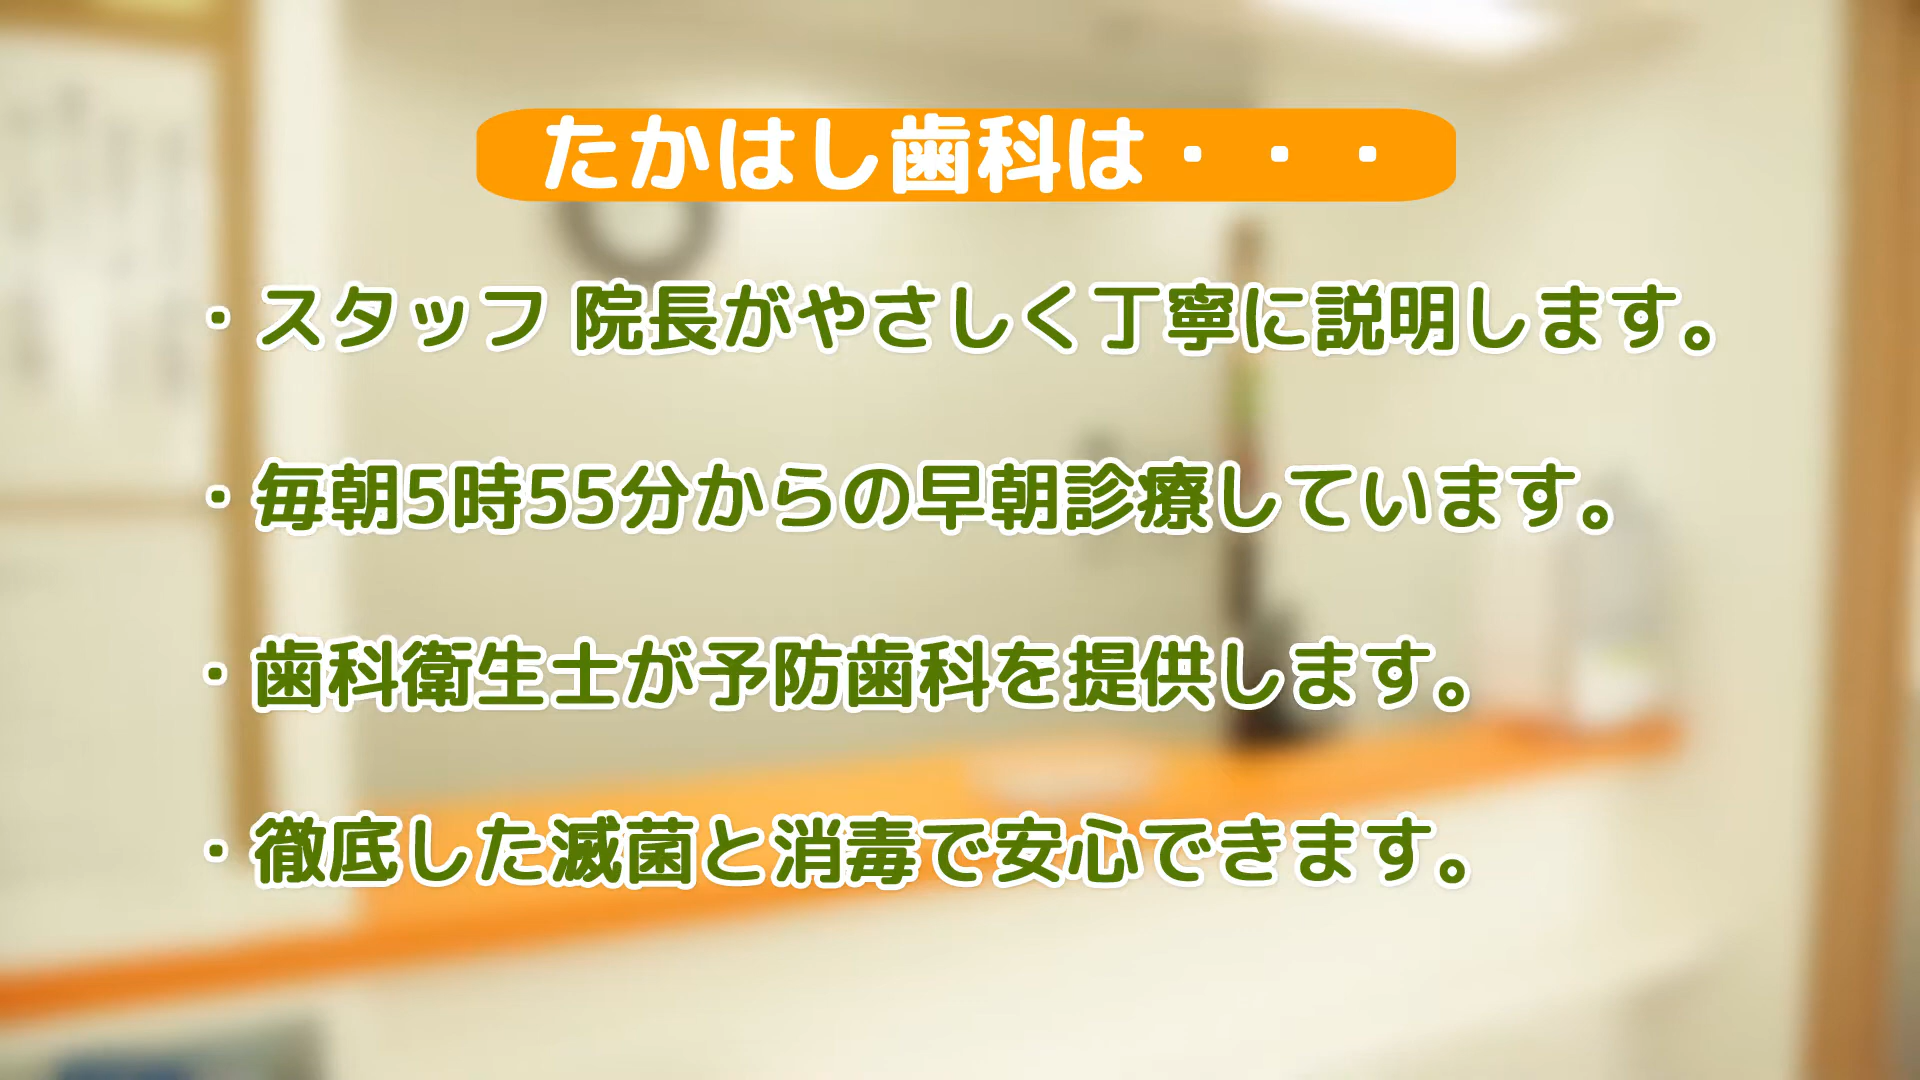 たかはし歯科は・・・
・スタッフ 院長がやさしく丁寧に説明します。
・毎朝5時55分からの早朝診療しています。
・歯科衛生士が予防歯科を提供します。
・徹底した滅菌と消毒で安心できます。